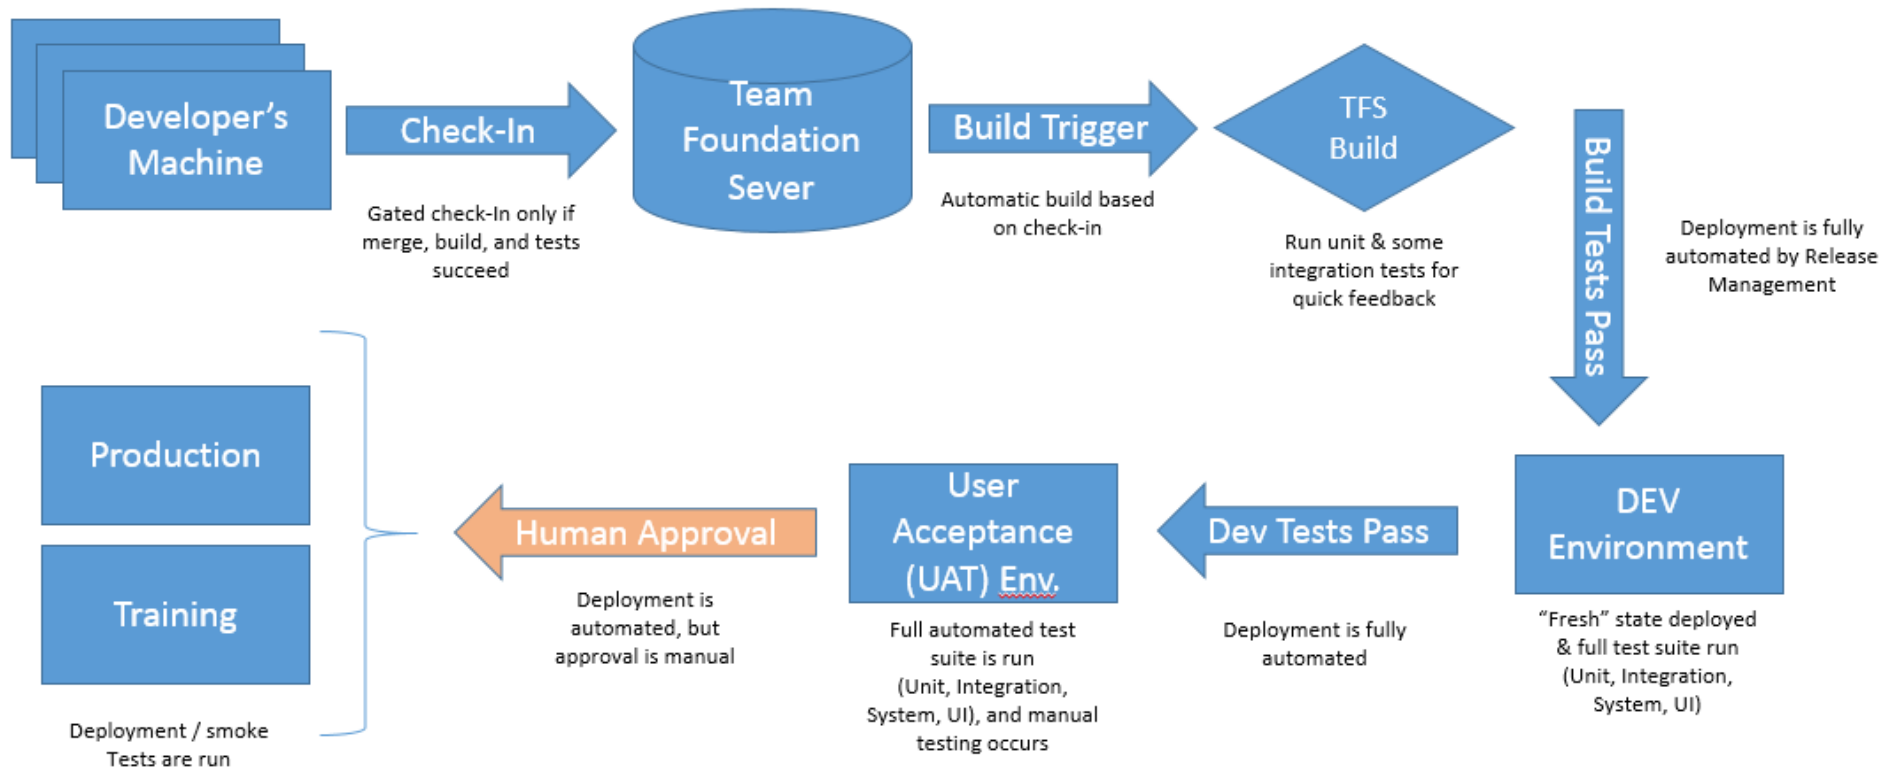 Developer's
Machine
Check-In
Gated check-In only if
merge, build, and tests
succeed
Team
Foundation
Sever
Build Trigger
Automatic build based
on check-in
TFS
Build
Run unit & some
integration tests for
quick feedback
Build Tests Pass
Deployment is fully
automated by Release
Management
DEV
Environment
“Fresh” state deployed
& full test suite run
(Unit, Integration,
System, UI)
Dev Tests Pass
Deployment is fully
automated
User
Acceptance
(UAT) Env.
Full automated test
suite is run
(Unit, Integration,
System, UI), and manual
testing occurs
Human Approval
Deployment is
automated, but
approval is manual
Production
Training
Deployment / smoke
Tests are run